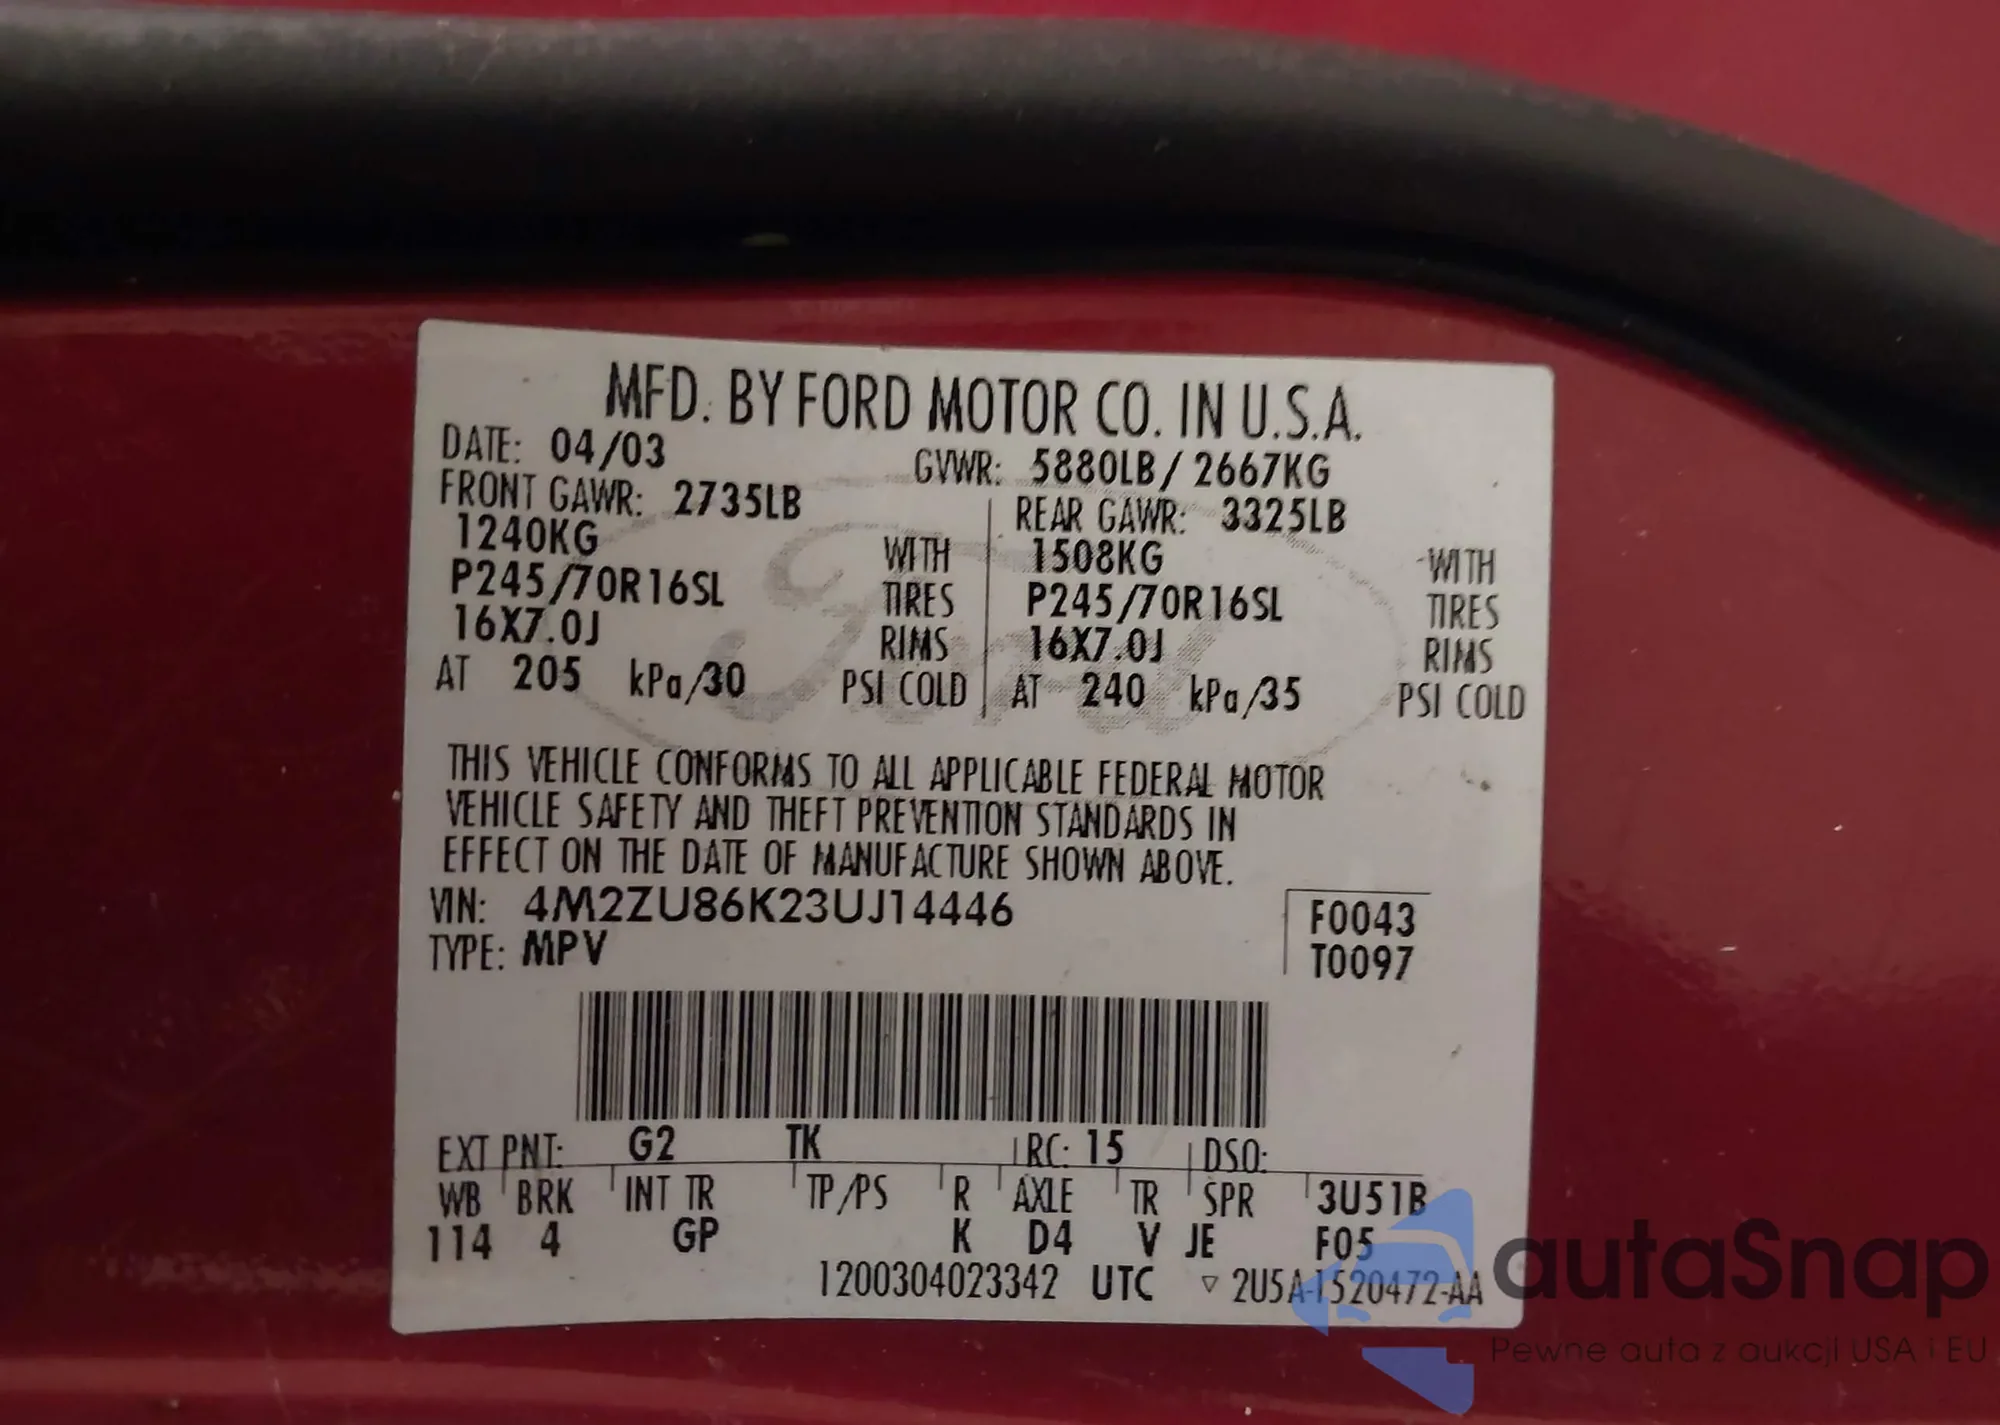 MFD. BY FORD MOTOR CO. IN U.S.A.
DATE: 04/03 GVWR: 5880LB / 2667KG
FRONT GAWR: 2735LB REAR GAWR: 3325LB
1240KG WITH 1508KG WITH
P245/70R16SL TIRES P245/70R16SL TIRES
16X7.0J RIMS 16X7.0J RIMS
AT 205 kPa/30 PSI COLD AT 240 kPa/35 PSI COLD
Ford
THIS VEHICLE CONFORMS TO ALL APPLICABLE FEDERAL MOTOR
VEHICLE SAFETY AND THEFT PREVENTION STANDARDS IN
EFFECT ON THE DATE OF MANUFACTURE SHOWN ABOVE.
VIN: 4M2ZU86K23UJ14446 F0043
TYPE: MPV T0097
EXT PNT: G2 TK RC: 15 DSO:
WB BRK INT TR TP/PS R AXLE TR SPR 3U51B
114 4 GP K D4 V JE F05
1200304023342 UTC ▽ 2U5A-1520472-AA
autoSnap
Pewne auta z aukcji USA i EU